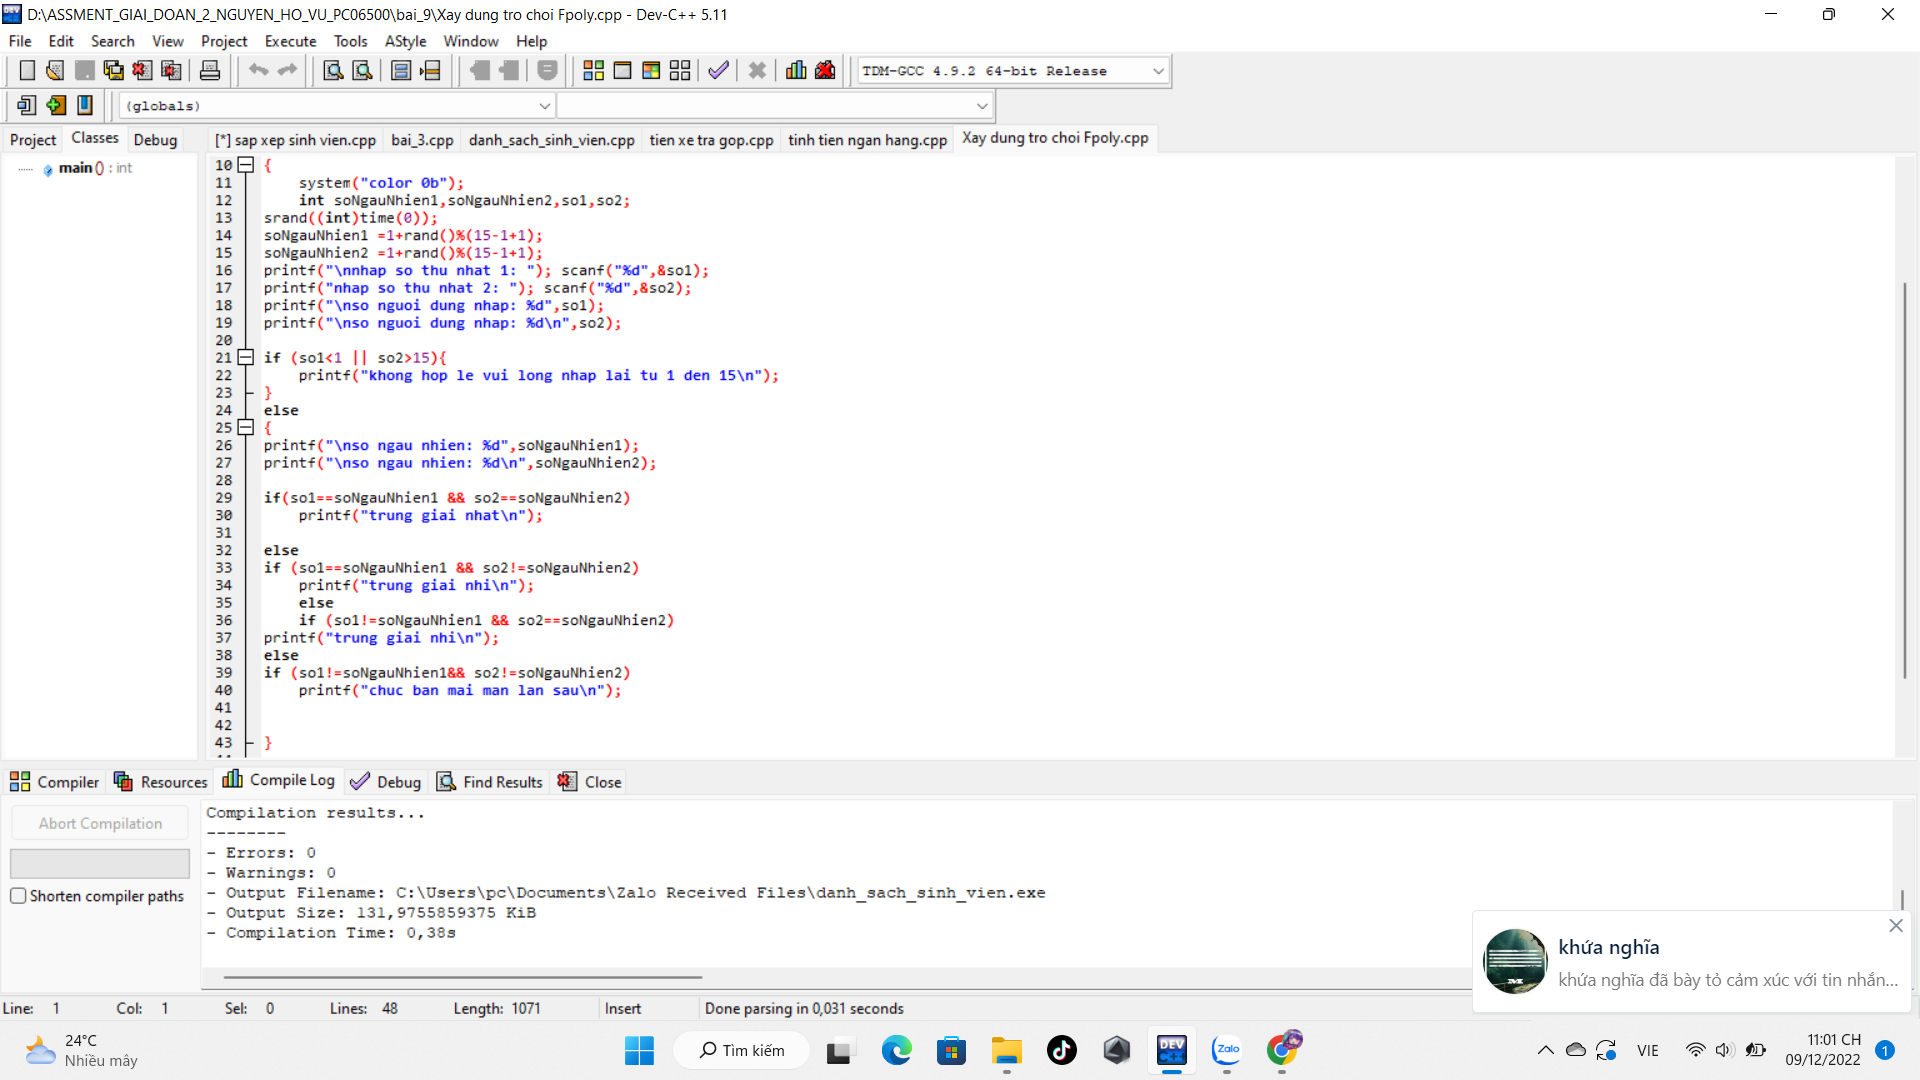 D:\ASSMENT_GIAI_DOAN_2_NGUYEN_HO_VU_PC06500\bai_9\Xay dung tro choi Fpoly.cpp - Dev-C++ 5.11
File Edit Search View Project Execute Tools AStyle Window Help
TDM-GCC 4.9.2 64-bit Release
(globals)
Project Classes Debug [*] sap xep sinh vien.cpp bai_3.cpp danh_sach_sinh_vien.cpp tien xe tra gop.cpp tinh tien ngan hang.cpp Xay dung tro choi Fpoly.cpp
main () : int
10 {
11 system("color 0b");
12 int soNgauNhien1,soNgauNhien2,so1,so2;
13 srand((int)time(0));
14 soNgauNhien1 =1+rand()%(15-1+1);
15 soNgauNhien2 =1+rand()%(15-1+1);
16 printf("\nnhap so thu nhat 1: "); scanf("%d",&so1);
17 printf("nhap so thu nhat 2: "); scanf("%d",&so2);
18 printf("\nso nguoi dung nhap: %d",so1);
19 printf("\nso nguoi dung nhap: %d\n",so2);
20
21 if (so1<1 || so2>15){
22 printf("khong hop le vui long nhap lai tu 1 den 15\n");
23 }
24 else
25 {
26 printf("\nso ngau nhien: %d",soNgauNhien1);
27 printf("\nso ngau nhien: %d\n",soNgauNhien2);
28
29 if(so1==soNgauNhien1 && so2==soNgauNhien2)
30 printf("trung giai nhat\n");
31
32 else
33 if (so1==soNgauNhien1 && so2!=soNgauNhien2)
34 printf("trung giai nhi\n");
35 else
36 if (so1!=soNgauNhien1 && so2==soNgauNhien2)
37 printf("trung giai nhi\n");
38 else
39 if (so1!=soNgauNhien1&& so2!=soNgauNhien2)
40 printf("chuc ban mai man lan sau\n");
41
42
43 }
Compiler Resources Compile Log Debug Find Results Close
Abort Compilation
Shorten compiler paths
Compilation results...
--------
- Errors: 0
- Warnings: 0
- Output Filename: C:\Users\pc\Documents\Zalo Received Files\danh_sach_sinh_vien.exe
- Output Size: 131,9755859375 KiB
- Compilation Time: 0,38s
khứa nghĩa
khứa nghĩa đã bày tỏ cảm xúc với tin nhắn...
Line: 1 Col: 1 Sel: 0 Lines: 48 Length: 1071 Insert Done parsing in 0,031 seconds
24°C
Nhiều mây
Tìm kiếm
DEV
Zalo
VIE
11:01 CH
09/12/2022
1